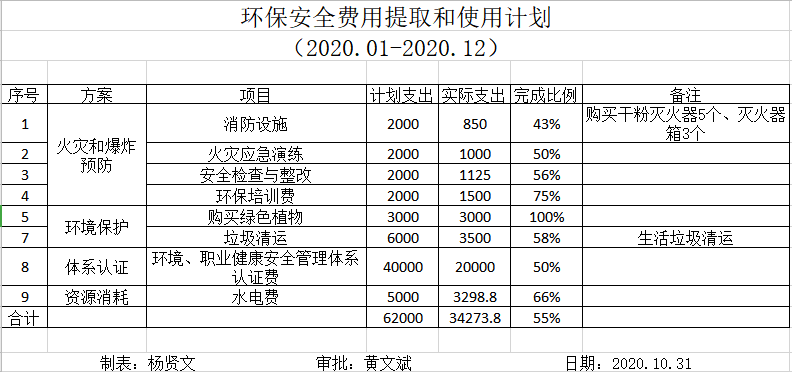 环保安全费用提取和使用计划
（2020.01-2020.12）
序号 方案 项目 计划支出 实际支出 完成比例 备注
1 火灾和爆炸预防 消防设施 2000 850 43% 购买干粉灭火器5个、灭火器箱3个
2 火灾应急演练 2000 1000 50%
3 安全检查与整改 2000 1125 56%
4 环保培训费 2000 1500 75%
5 环境保护 购买绿色植物 3000 3000 100%
7 垃圾清运 6000 3500 58% 生活垃圾清运
8 体系认证 环境、职业健康安全管理体系认证费 40000 20000 50%
9 资源消耗 水电费 5000 3298.8 66%
合计 62000 34273.8 55%
制表：杨贤文 审批：黄文斌 日期：2020.10.31